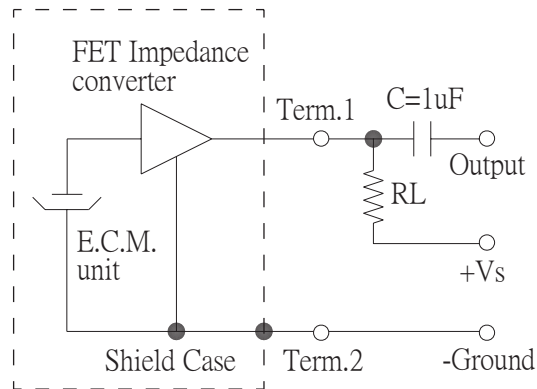 FET Impedance
converter
Term.1
C=1uF
Output
RL
E.C.M.
unit
+Vs
Shield Case
Term.2
-Ground